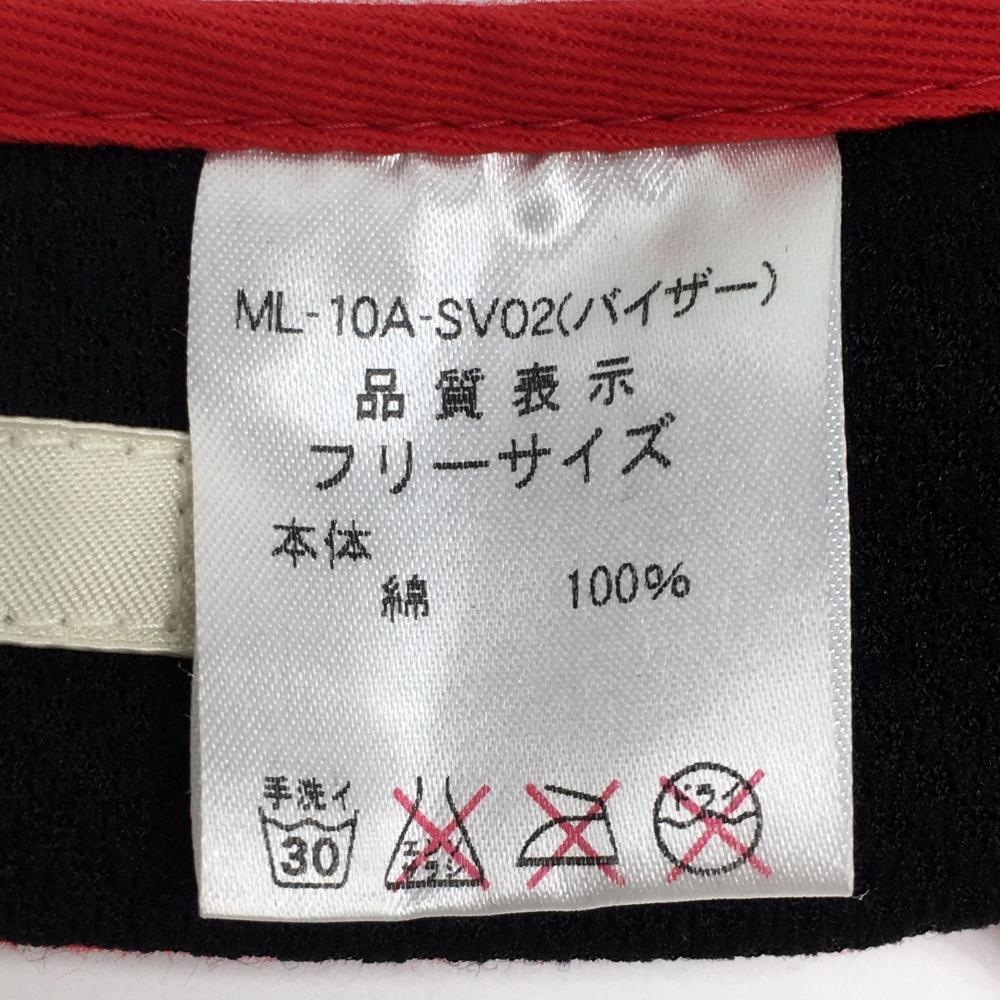 ML-10A-SV02(バイザー)
品質表示
フリーサイズ
本体
綿 100%
手洗イ
30
エンソ
サラシ
ドライ